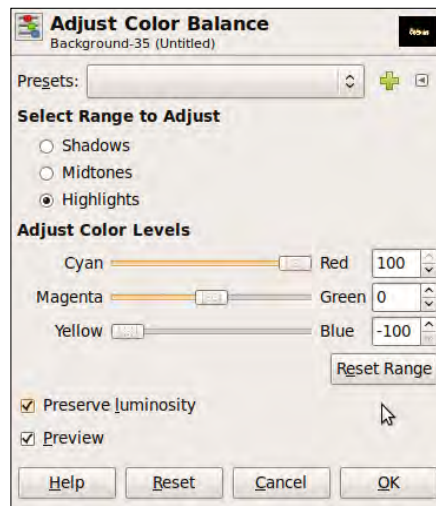 Adjust Color Balance
Background-35 (Untitled)
Presets:
Select Range to Adjust
Shadows
Midtones
Highlights
Adjust Color Levels
Cyan Red 100
Magenta Green 0
Yellow Blue -100
Reset Range
Preserve luminosity
Preview
Help Reset Cancel OK